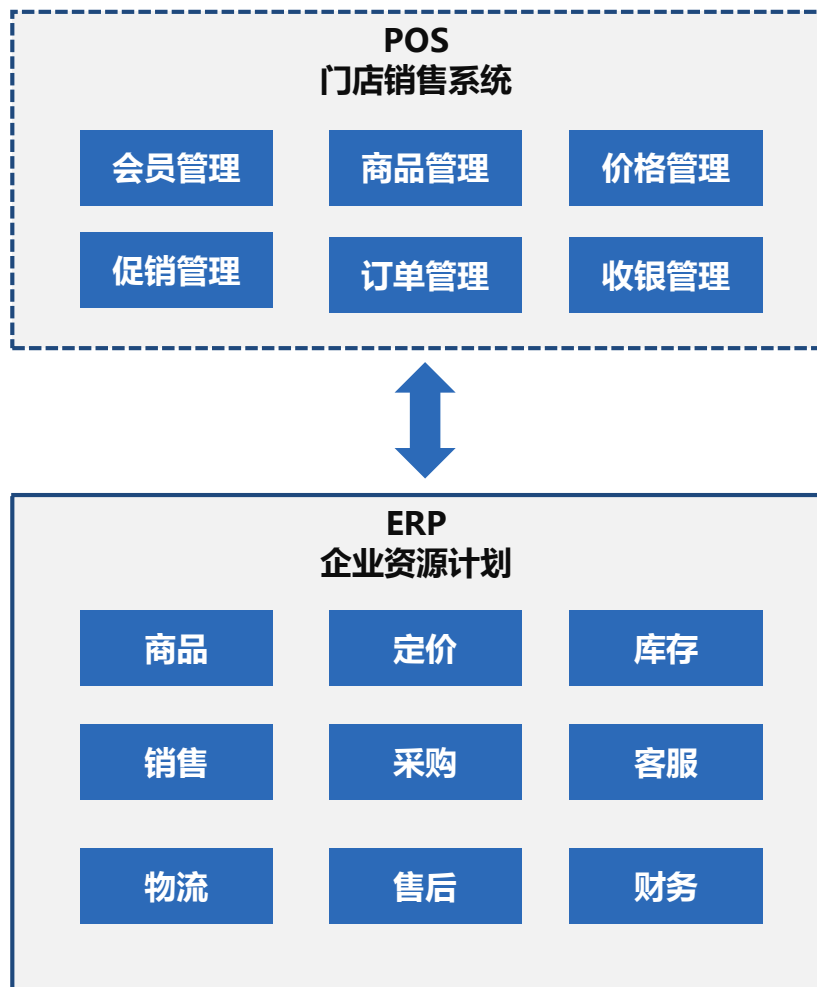 POS
门店销售系统
会员管理 商品管理 价格管理
促销管理 订单管理 收银管理
ERP
企业资源计划
商品 定价 库存
销售 采购 客服
物流 售后 财务